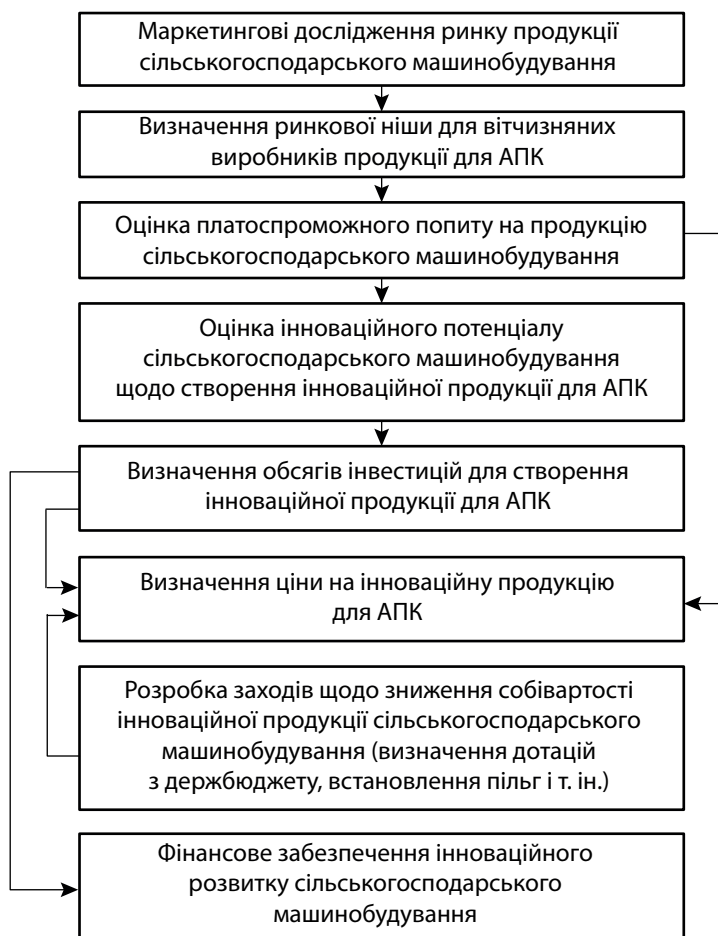 Маркетингові дослідження ринку продукції
сільськогосподарського машинобудування
Визначення ринкової ніши для вітчизняних
виробників продукції для АПК
Оцінка платоспроможного попиту на продукцію
сільськогосподарського машинобудування
Оцінка інноваційного потенціалу
сільськогосподарського машинобудування
щодо створення інноваційної продукції для АПК
Визначення обсягів інвестицій для створення
інноваційної продукції для АПК
Визначення ціни на інноваційну продукцію
для АПК
Розробка заходів щодо зниження собівартості
інноваційної продукції сільськогосподарського
машинобудування (визначення дотацій
з держбюджету, встановлення пільг і т. ін.)
Фінансове забезпечення інноваційного
розвитку сільськогосподарського
машинобудування